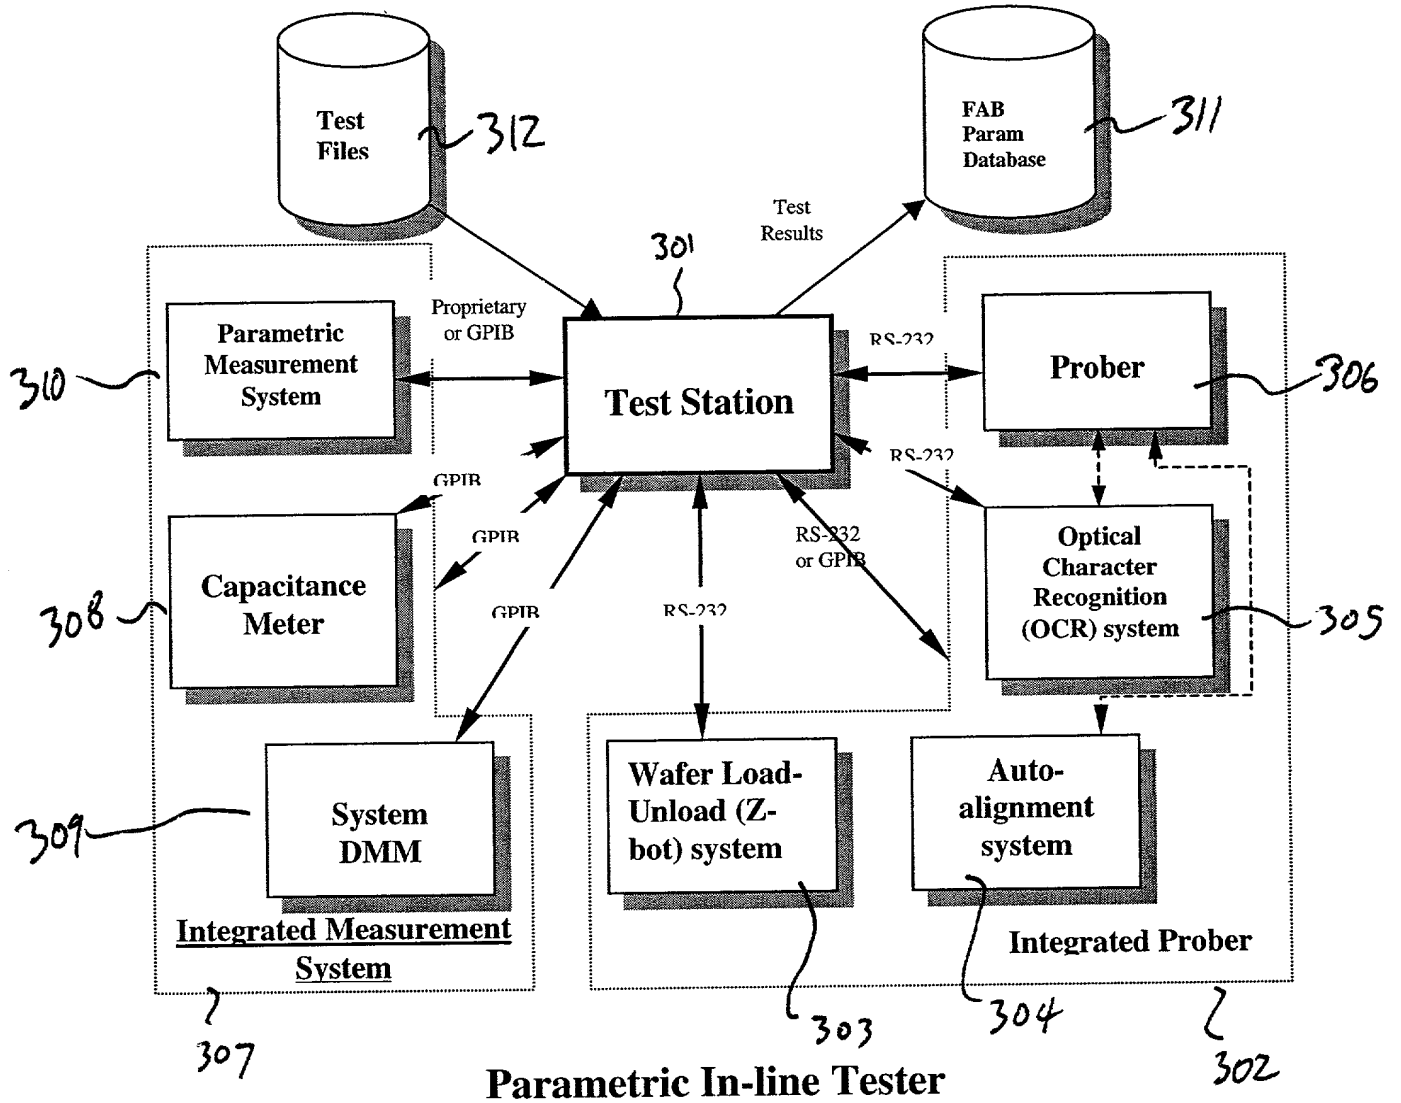 Test
Files
312
FAB
Param
Database
311
Test
Results
301
Proprietary
or GPIB
Parametric
Measurement
System
310
Test Station
RS-232
Prober
306
RS-232
GPIB
GPIB
GPIB
RS-232
RS-232
or GPIB
Optical
Character
Recognition
(OCR) system
305
Capacitance
Meter
308
System
DMM
309
Wafer Load-
Unload (Z-
bot) system
303
Auto-
alignment
system
304
Integrated Measurement
System
307
Integrated Prober
302
Parametric In-line Tester